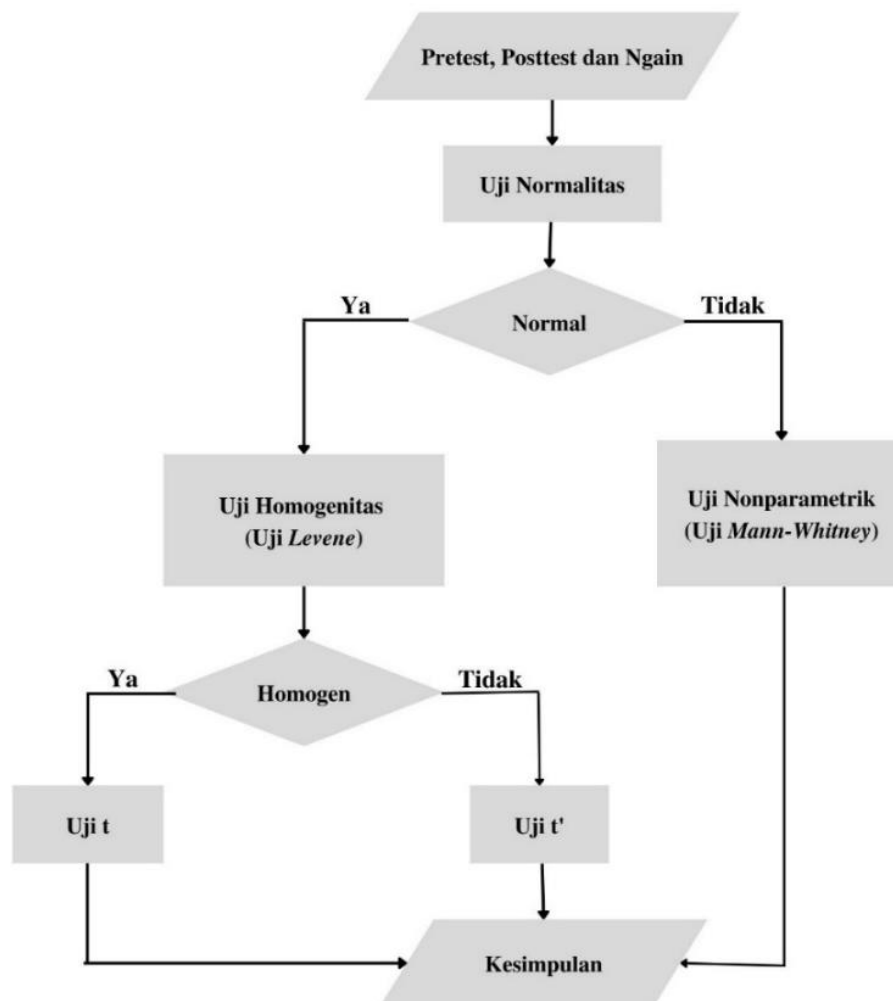 Pretest, Posttest dan Ngain
Uji Normalitas
Ya
Tidak
Normal
Uji Homogenitas
(Uji Levene)
Uji Nonparametrik
(Uji Mann-Whitney)
Ya
Tidak
Homogen
Uji t
Uji t'
Kesimpulan